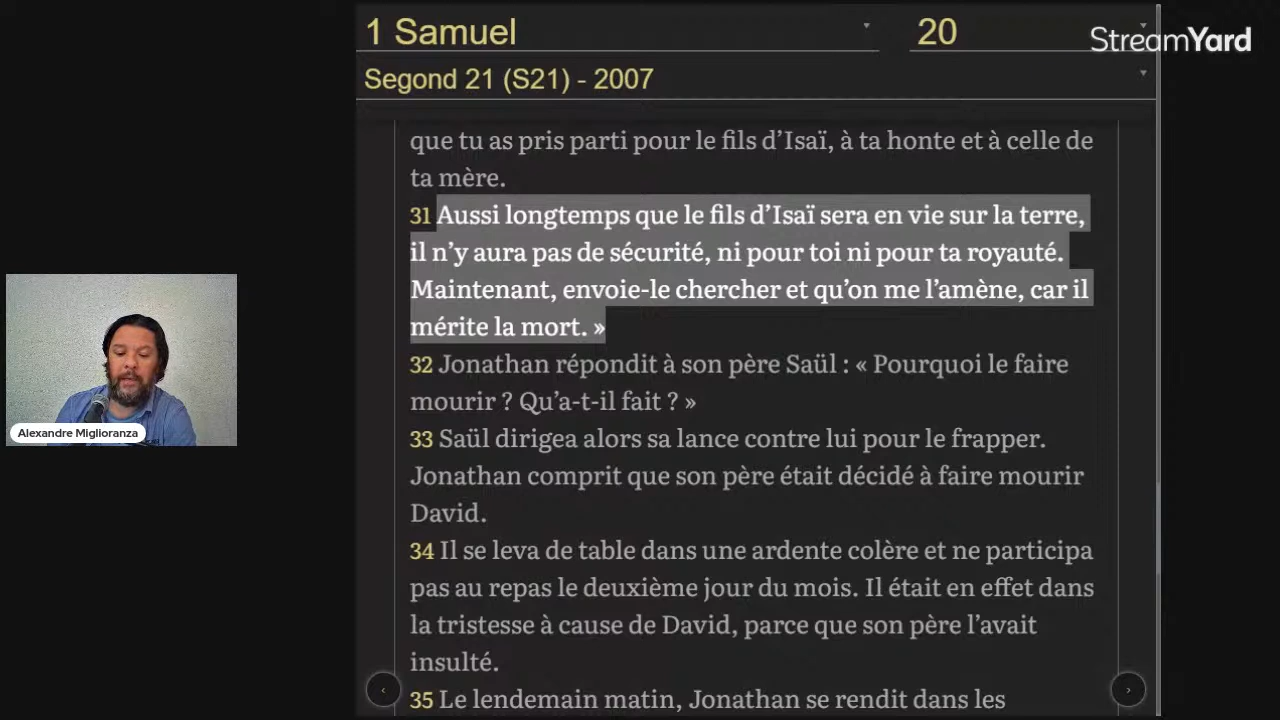 1 Samuel
20
StreamYard
Segond 21 (S21) - 2007
que tu as pris parti pour le fils d’Isaï, à ta honte et à celle de
ta mère.
31 Aussi longtemps que le fils d’Isaï sera en vie sur la terre,
il n’y aura pas de sécurité, ni pour toi ni pour ta royauté.
Maintenant, envoie-le chercher et qu’on me l’amène, car il
mérite la mort. »
32 Jonathan répondit à son père Saül : « Pourquoi le faire
mourir ? Qu’a-t-il fait ? »
33 Saül dirigea alors sa lance contre lui pour le frapper.
Jonathan comprit que son père était décidé à faire mourir
David.
34 Il se leva de table dans une ardente colère et ne participa
pas au repas le deuxième jour du mois. Il était en effet dans
la tristesse à cause de David, parce que son père l’avait
insulté.
35 Le lendemain matin, Jonathan se rendit dans les
Alexandre Miglioranza